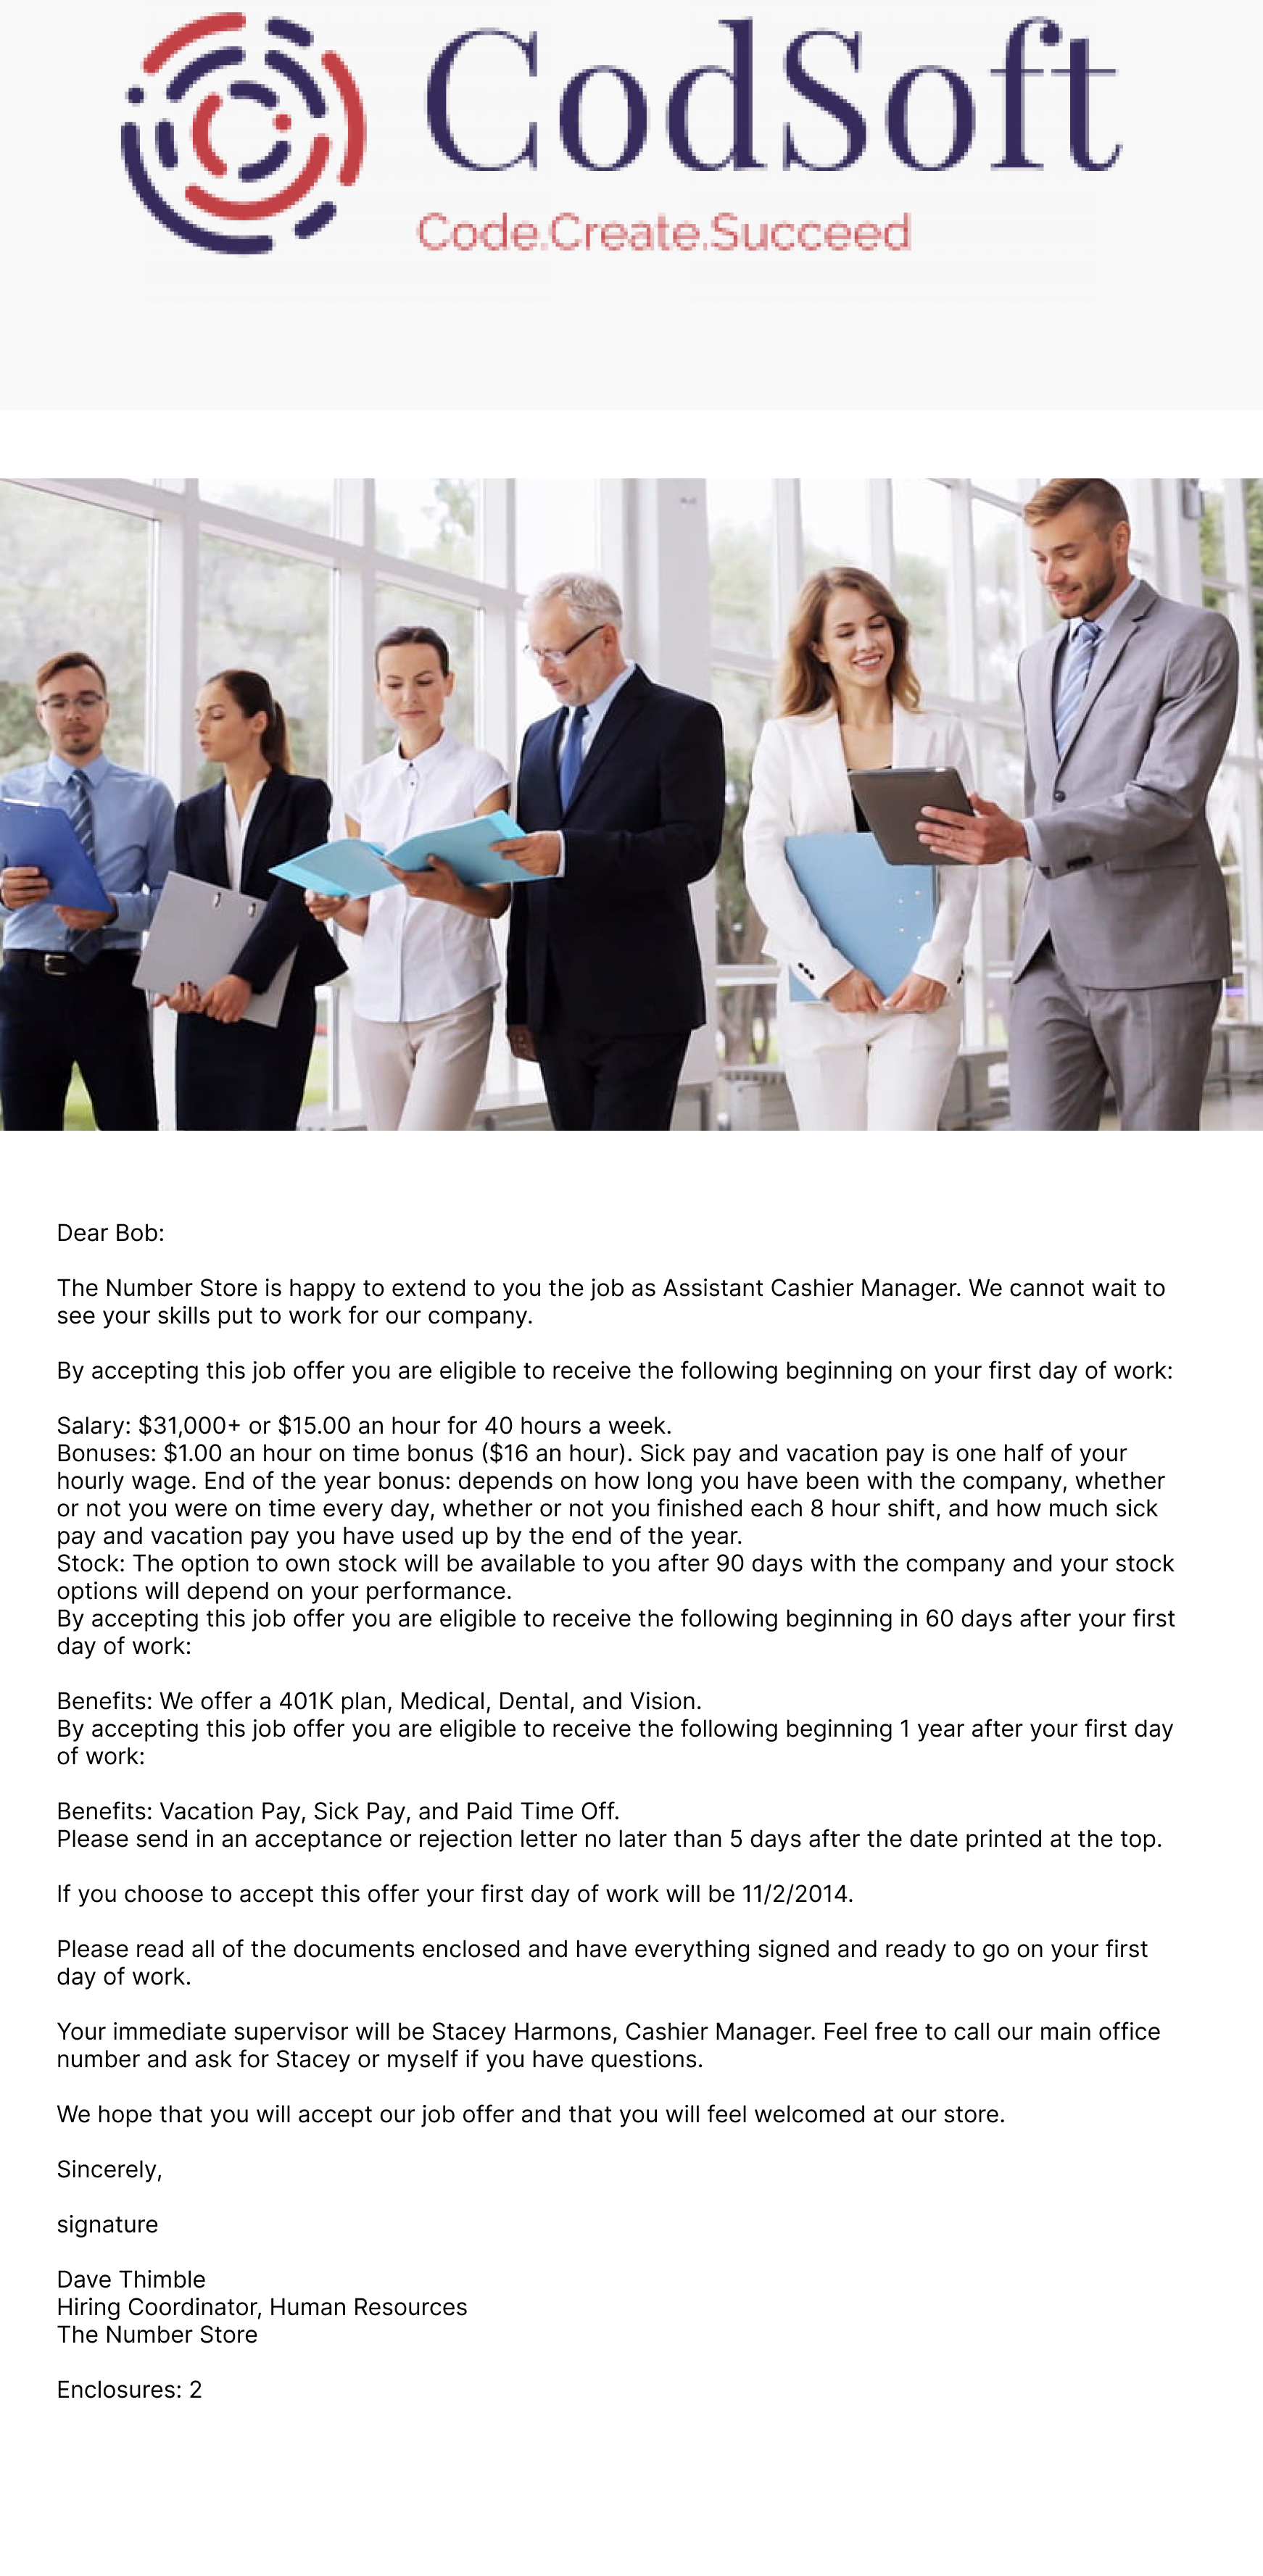 CodSoft
Code.Create.Succeed
Dear Bob:
The Number Store is happy to extend to you the job as Assistant Cashier Manager. We cannot wait to
see your skills put to work for our company.
By accepting this job offer you are eligible to receive the following beginning on your first day of work:
Salary: $31,000+ or $15.00 an hour for 40 hours a week.
Bonuses: $1.00 an hour on time bonus ($16 an hour). Sick pay and vacation pay is one half of your
hourly wage. End of the year bonus: depends on how long you have been with the company, whether
or not you were on time every day, whether or not you finished each 8 hour shift, and how much sick
pay and vacation pay you have used up by the end of the year.
Stock: The option to own stock will be available to you after 90 days with the company and your stock
options will depend on your performance.
By accepting this job offer you are eligible to receive the following beginning in 60 days after your first
day of work:
Benefits: We offer a 401K plan, Medical, Dental, and Vision.
By accepting this job offer you are eligible to receive the following beginning 1 year after your first day
of work:
Benefits: Vacation Pay, Sick Pay, and Paid Time Off.
Please send in an acceptance or rejection letter no later than 5 days after the date printed at the top.
If you choose to accept this offer your first day of work will be 11/2/2014.
Please read all of the documents enclosed and have everything signed and ready to go on your first
day of work.
Your immediate supervisor will be Stacey Harmons, Cashier Manager. Feel free to call our main office
number and ask for Stacey or myself if you have questions.
We hope that you will accept our job offer and that you will feel welcomed at our store.
Sincerely,
signature
Dave Thimble
Hiring Coordinator, Human Resources
The Number Store
Enclosures: 2